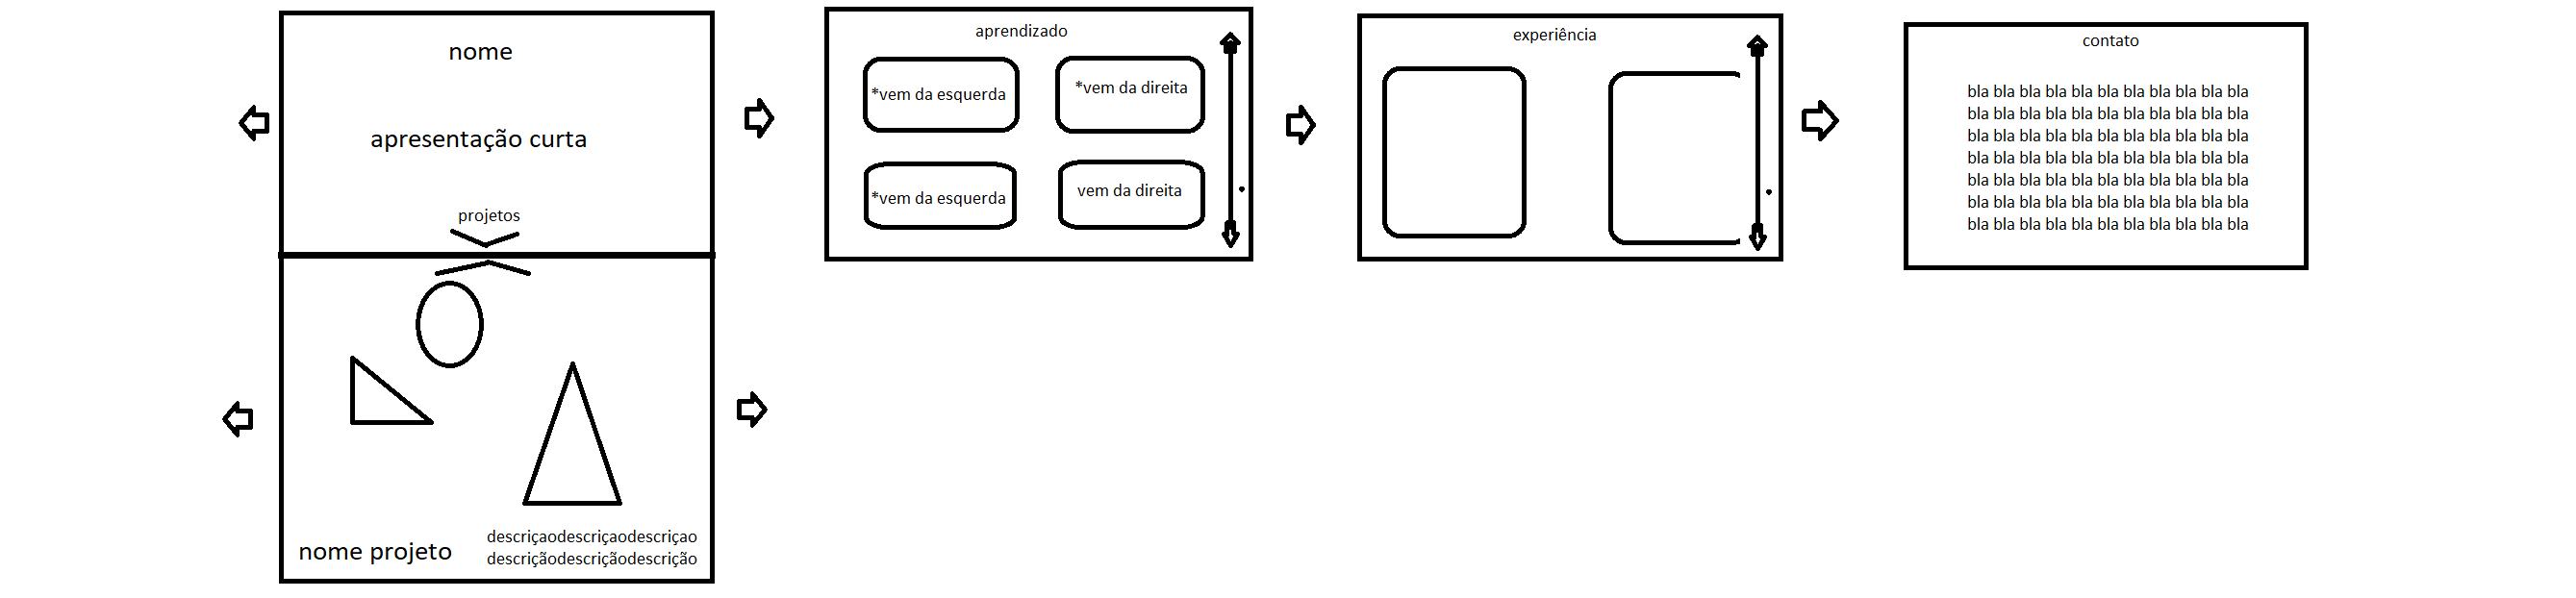 nome
apresentação curta
projetos
nome projeto
descriçaodescriçaodescriçao
descriçãodescriçãodescrição
aprendizado
*vem da esquerda
*vem da direita
*vem da esquerda
vem da direita
experiência
contato
bla bla bla bla bla bla bla bla bla bla bla
bla bla bla bla bla bla bla bla bla bla bla
bla bla bla bla bla bla bla bla bla bla bla
bla bla bla bla bla bla bla bla bla bla bla
bla bla bla bla bla bla bla bla bla bla bla
bla bla bla bla bla bla bla bla bla bla bla
bla bla bla bla bla bla bla bla bla bla bla